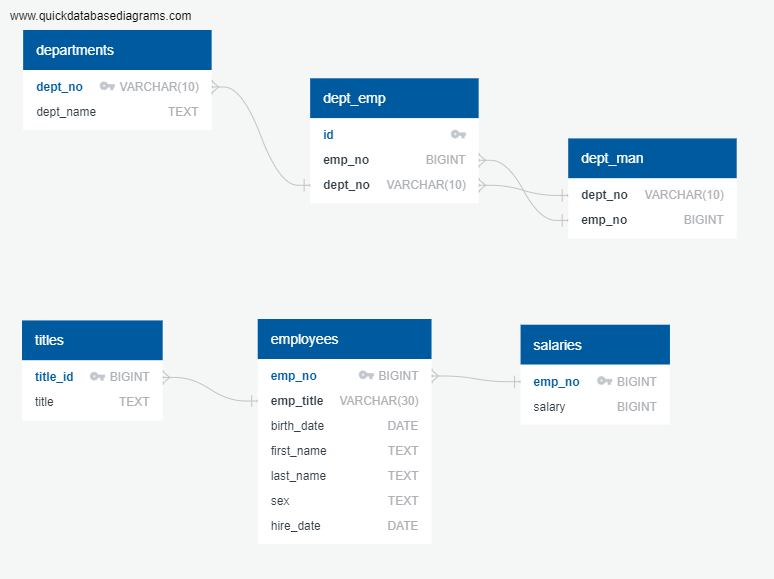 www.quickdatabasediagrams.com
departments
dept_no VARCHAR(10)
dept_name TEXT
dept_emp
id
emp_no BIGINT
dept_no VARCHAR(10)
dept_man
dept_no VARCHAR(10)
emp_no BIGINT
titles
title_id BIGINT
title TEXT
employees
emp_no BIGINT
emp_title VARCHAR(30)
birth_date DATE
first_name TEXT
last_name TEXT
sex TEXT
hire_date DATE
salaries
emp_no BIGINT
salary BIGINT